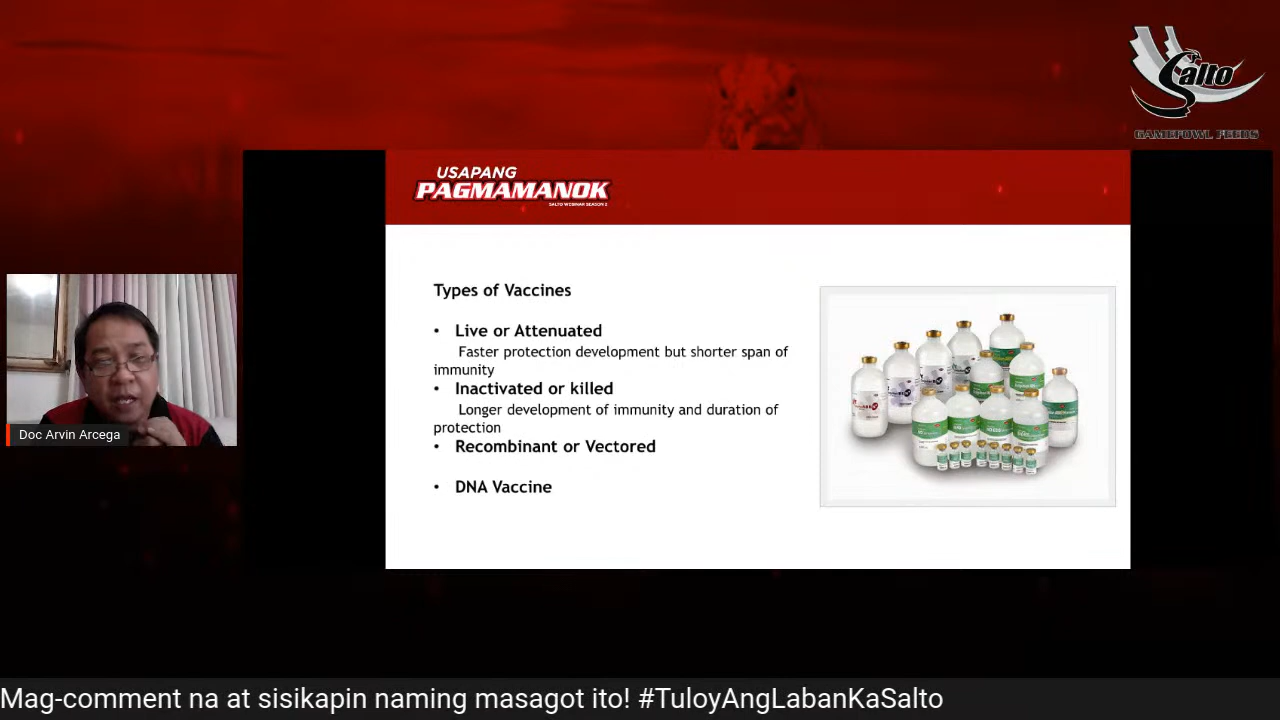 Salto
GAMEFOWL FEEDS
USAPANG
PAGMAMANOK
SALTO WEBINAR SEASON 2
Types of Vaccines
• Live or Attenuated
Faster protection development but shorter span of
immunity
• Inactivated or killed
Longer development of immunity and duration of
protection
• Recombinant or Vectored
• DNA Vaccine
Doc Arvin Arcega
Mag-comment na at sisikapin naming masagot ito! #TuloyAngLabanKaSalto